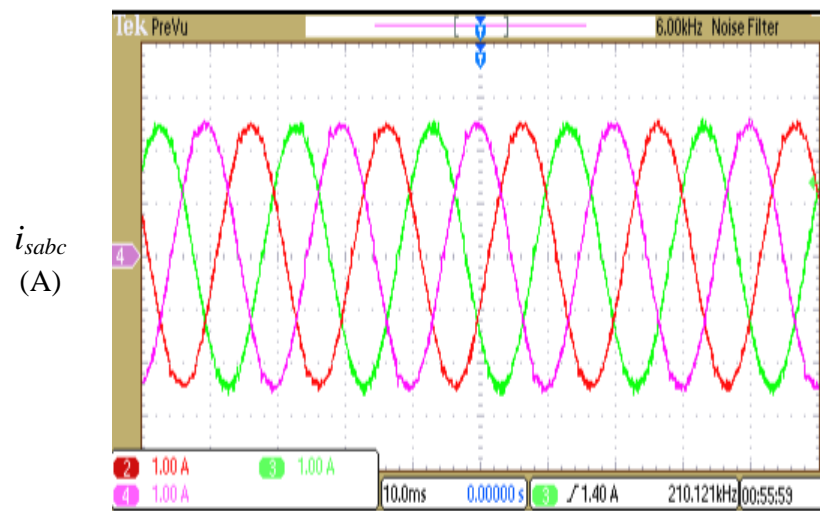 Tek PreVu 6.00kHz Noise Filter
T
T
isabc
(A)
4
2 1.00 A 3 1.00 A
4 1.00 A
10.0ms 0.00000 s 3 1.40 A 210.121kHz 00:55:59